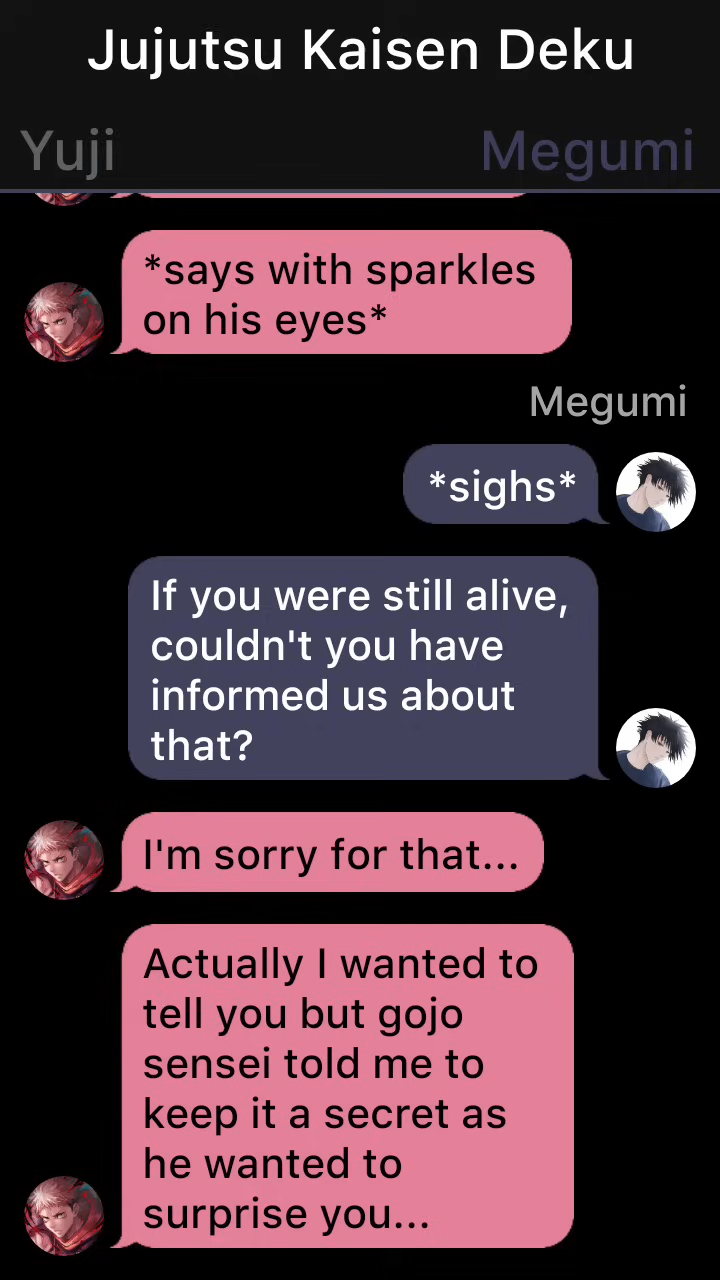 Jujutsu Kaisen Deku
Yuji
Megumi
*says with sparkles
on his eyes*
Megumi
*sighs*
If you were still alive,
couldn't you have
informed us about
that?
I'm sorry for that...
Actually I wanted to
tell you but gojo
sensei told me to
keep it a secret as
he wanted to
surprise you...